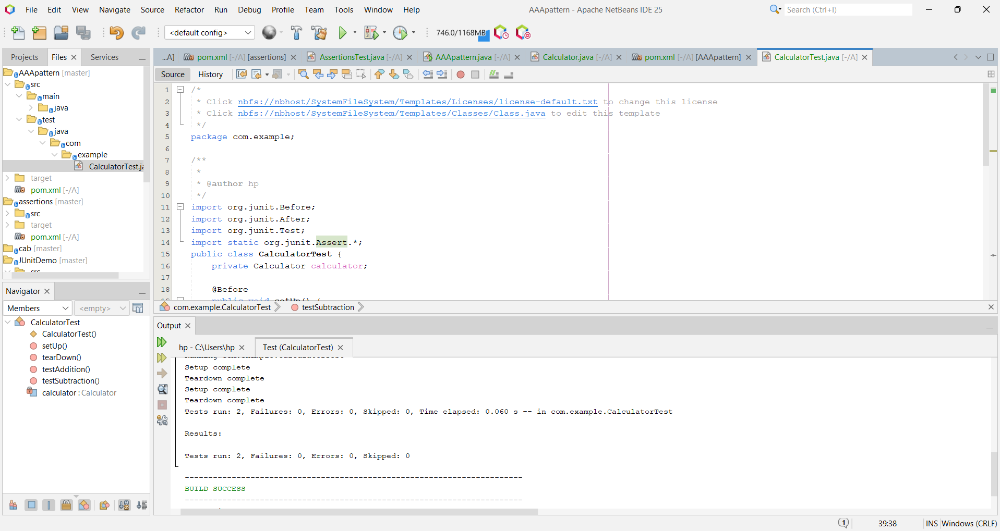 File Edit View Navigate Source Refactor Run Debug Profile Team Tools Window Help
AAApattern - Apache NetBeans IDE 25
Search (Ctrl+I)
<default config>
746.0/1168MB
Projects Files Services
...A] pom.xml [-/A] [assertions] AssertionsTest.java [-/A] AAApattern.java [-/A] Calculator.java [-/A] pom.xml [-/A] [AAApattern] CalculatorTest.java [-/A]
Source History
AAApattern [master]
src
main
java
test
java
com
example
CalculatorTest.ja
target
pom.xml [-/A]
assertions [master]
src
target
pom.xml [-/A]
cab [master]
JUnitDemo [master]
src
1 /*
2 * Click nbfs://nbhost/SystemFileSystem/Templates/Licenses/license-default.txt to change this license
3 * Click nbfs://nbhost/SystemFileSystem/Templates/Classes/Class.java to edit this template
4 */
5 package com.example;
6
7 /**
8 *
9 * @author hp
10 */
11 import org.junit.Before;
12 import org.junit.After;
13 import org.junit.Test;
14 import static org.junit.Assert.*;
15 public class CalculatorTest {
16 private Calculator calculator;
17
18 @Before
19 public void setUp() {
com.example.CalculatorTest testSubtraction
Navigator
Members <empty>
CalculatorTest
CalculatorTest()
setUp()
tearDown()
testAddition()
testSubtraction()
calculator : Calculator
Output
hp - C:\Users\hp Test (CalculatorTest)
Running com.example.CalculatorTest
Setup complete
Teardown complete
Setup complete
Teardown complete
Tests run: 2, Failures: 0, Errors: 0, Skipped: 0, Time elapsed: 0.060 s -- in com.example.CalculatorTest
Results:
Tests run: 2, Failures: 0, Errors: 0, Skipped: 0
------------------------------------------------------------------------
BUILD SUCCESS
------------------------------------------------------------------------
1 39:38 INS Windows (CRLF)